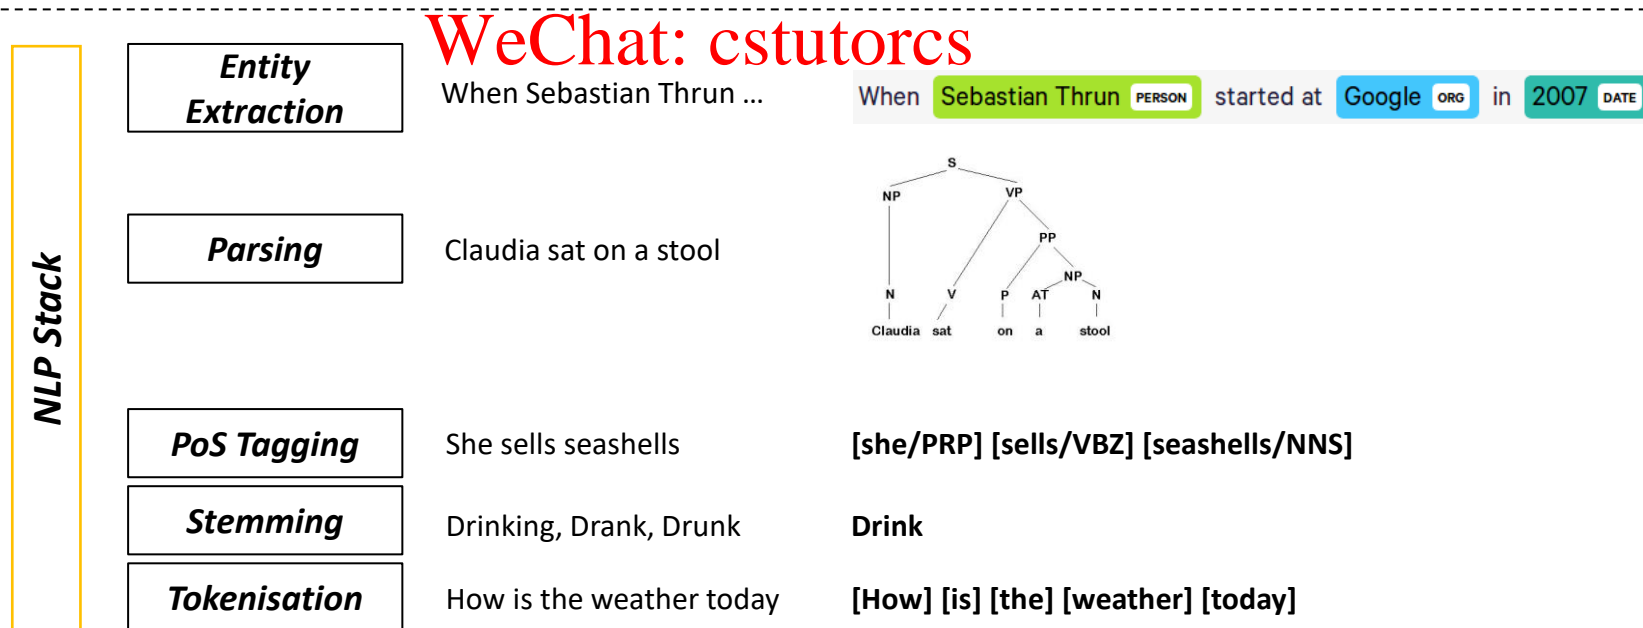 WeChat: cstutorcs
NLP Stack
Entity
Extraction
When Sebastian Thrun ...
When Sebastian Thrun PERSON started at Google ORG in 2007 DATE
Parsing
Claudia sat on a stool
S
NP VP
PP
NP
N V P AT N
Claudia sat on a stool
PoS Tagging
She sells seashells
[she/PRP] [sells/VBZ] [seashells/NNS]
Stemming
Drinking, Drank, Drunk
Drink
Tokenisation
How is the weather today
[How] [is] [the] [weather] [today]